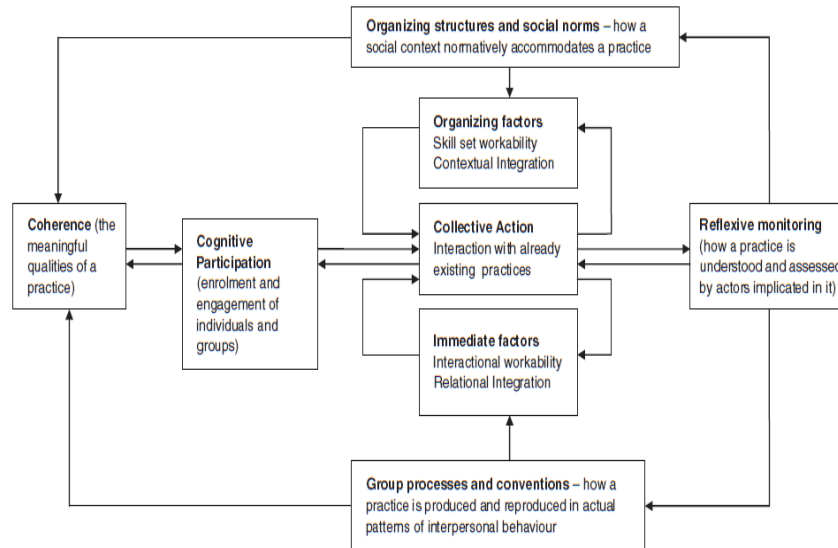 Organizing structures and social norms – how a
social context normatively accommodates a practice
Organizing factors
Skill set workability
Contextual Integration
Coherence (the
meaningful
qualities of a
practice)
Cognitive
Participation
(enrolment and
engagement of
individuals and
groups)
Collective Action
Interaction with already
existing practices
Reflexive monitoring
(how a practice is
understood and assessed
by actors implicated in it)
Immediate factors
Interactional workability
Relational Integration
Group processes and conventions – how a
practice is produced and reproduced in actual
patterns of interpersonal behaviour